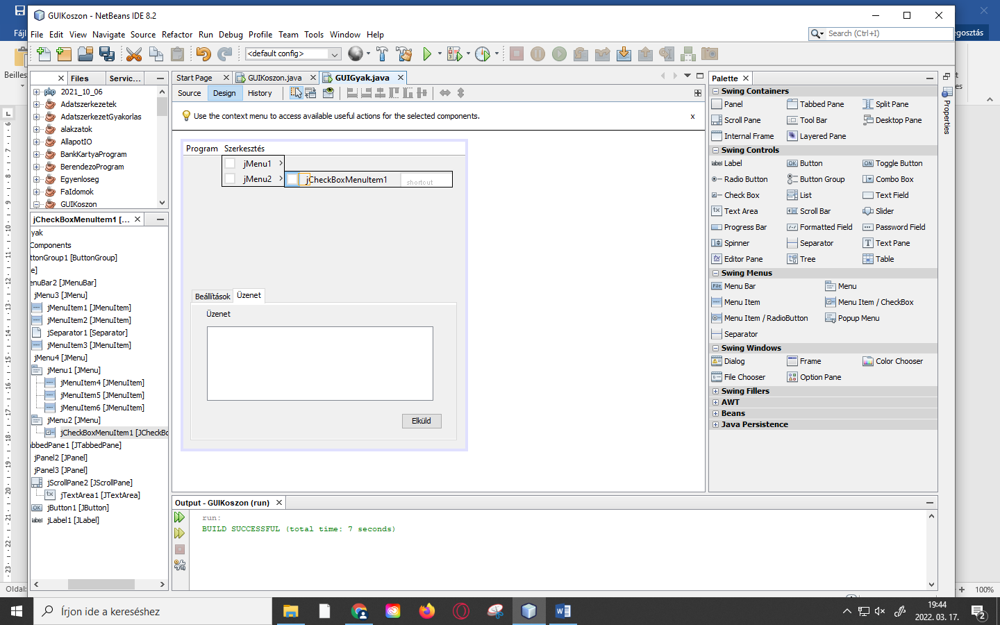 GUIKoszon - NetBeans IDE 8.2
Fájl
egosztás
File Edit View Navigate Source Refactor Run Debug Profile Team Tools Window Help
Search (Ctrl+I)
<default config>
Beilles
Files Servic...
2021_10_06
Adatszerkezetek
AdatszerkezetGyakorlas
alakzatok
AllapotIO
BankKartyaProgram
BerendezoProgram
Egyenloseg
FaIdomok
GUIKoszon
jCheckBoxMenuItem1 [...
yak
Components
ttonGroup1 [ButtonGroup]
e]
enuBar2 [JMenuBar]
jMenu3 [JMenu]
jMenuItem1 [JMenuItem]
jMenuItem2 [JMenuItem]
jSeparator1 [Separator]
jMenuItem3 [JMenuItem]
jMenu4 [JMenu]
jMenu1 [JMenu]
jMenuItem4 [JMenuItem]
jMenuItem5 [JMenuItem]
jMenuItem6 [JMenuItem]
jMenu2 [JMenu]
jCheckBoxMenuItem1 [JCheckBo
abbedPane1 [JTabbedPane]
jPanel2 [JPanel]
jPanel3 [JPanel]
jScrollPane2 [JScrollPane]
jTextArea1 [JTextArea]
jButton1 [JButton]
jLabel1 [JLabel]
Start Page GUIKoszon.java GUIGyak.java
Source Design History
Use the context menu to access available useful actions for the selected components. x
Program Szerkesztés
jMenu1
jMenu2 jCheckBoxMenuItem1 shortcut
Beállítások Üzenet
Üzenet
Elküld
Output - GUIKoszon (run)
run:
BUILD SUCCESSFUL (total time: 7 seconds)
Palette
Swing Containers
Panel Tabbed Pane Split Pane
Scroll Pane Tool Bar Desktop Pane
Internal Frame Layered Pane
Swing Controls
Label Button Toggle Button
Radio Button Button Group Combo Box
Check Box List Text Field
Text Area Scroll Bar Slider
Progress Bar Formatted Field Password Field
Spinner Separator Text Pane
Editor Pane Tree Table
Swing Menus
Menu Bar Menu
Menu Item Menu Item / CheckBox
Menu Item / RadioButton Popup Menu
Separator
Swing Windows
Dialog Frame Color Chooser
File Chooser Option Pane
Swing Fillers
AWT
Beans
Java Persistence
Properties
Oldal:
100%
Írjon ide a kereséshez
19:44
2022. 03. 17.
2